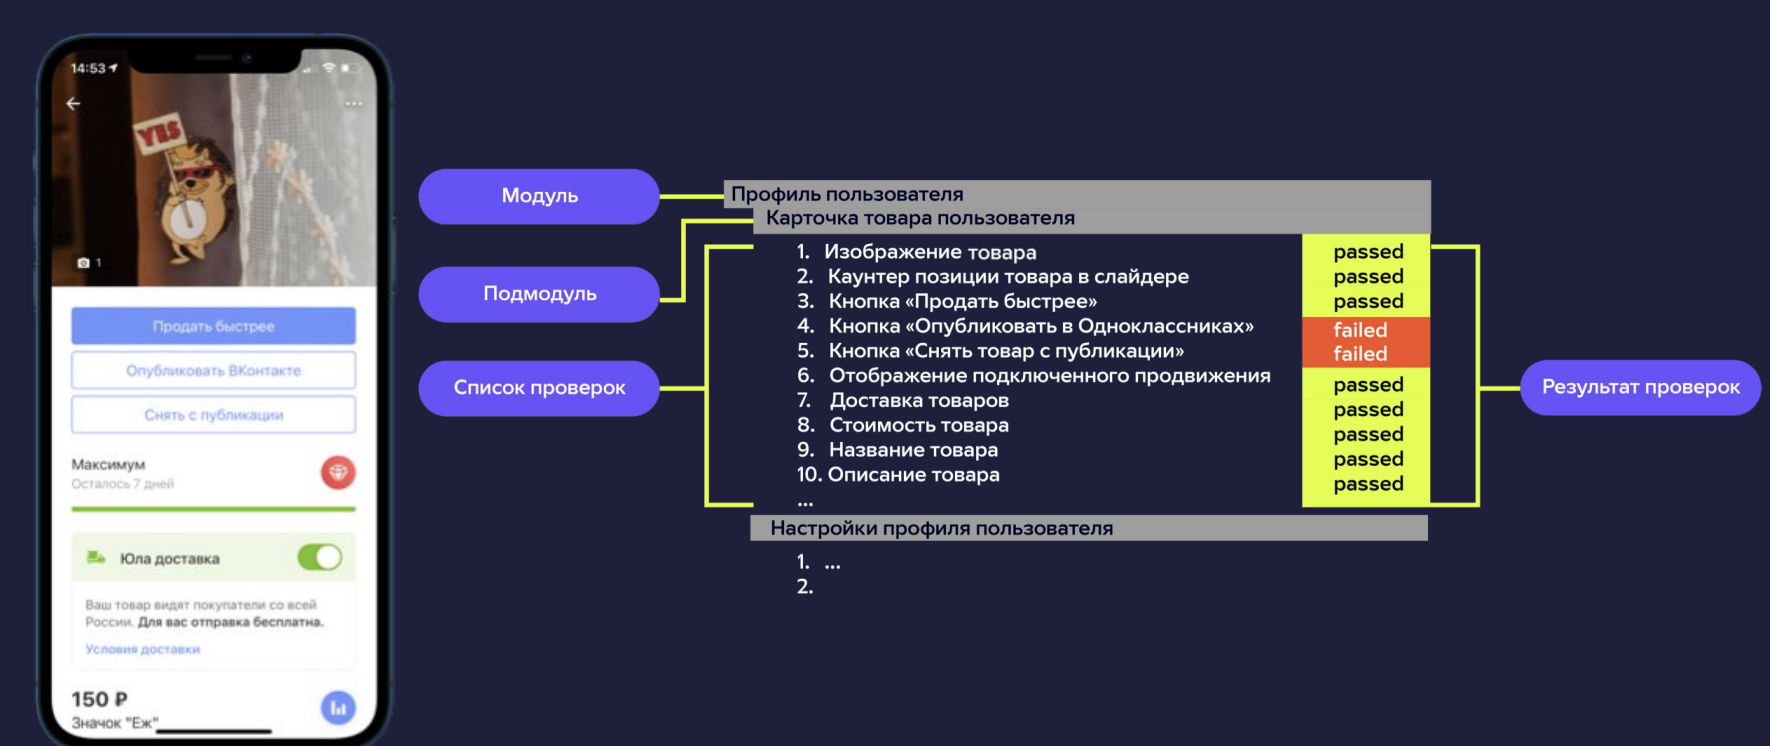 14:53
YES
1
Продать быстрее
Опубликовать ВКонтакте
Снять с публикации
Максимум
Осталось 7 дней
Юла доставка
Ваш товар видят покупатели со всей
России. Для вас отправка бесплатна.
Условия доставки
150 ₽
Значок "Еж"
Модуль
Подмодуль
Список проверок
Профиль пользователя
Карточка товара пользователя
1. Изображение товара passed
2. Каунтер позиции товара в слайдере passed
3. Кнопка «Продать быстрее» passed
4. Кнопка «Опубликовать в Одноклассниках» failed
5. Кнопка «Снять товар с публикации» failed
6. Отображение подключенного продвижения passed
7. Доставка товаров passed
8. Стоимость товара passed
9. Название товара passed
10. Описание товара passed
...
Настройки профиля пользователя
1. ...
2.
Результат проверок